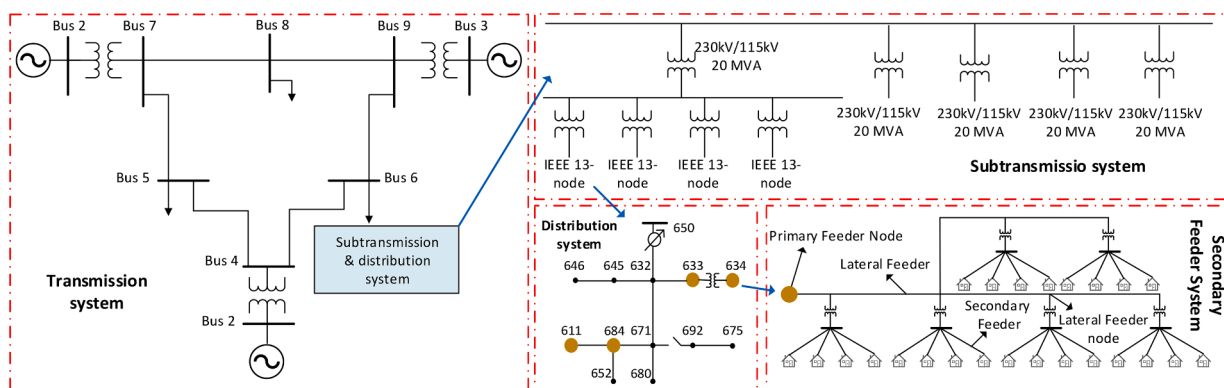 Bus 2
Bus 7
Bus 8
Bus 9
Bus 3
Bus 5
Bus 6
Bus 4
Bus 2
Subtransmission
& distribution
system
Transmission
system
230kV/115kV
20 MVA
230kV/115kV
20 MVA
230kV/115kV
20 MVA
230kV/115kV
20 MVA
230kV/115kV
20 MVA
IEEE 13-
node
IEEE 13-
node
IEEE 13-
node
IEEE 13-
node
Subtransmissio system
Distribution
system
650
646
645
632
633
634
611
684
671
692
675
652
680
Primary Feeder Node
Lateral Feeder
Secondary
Feeder
Lateral Feeder
node
Secondary
Feeder System